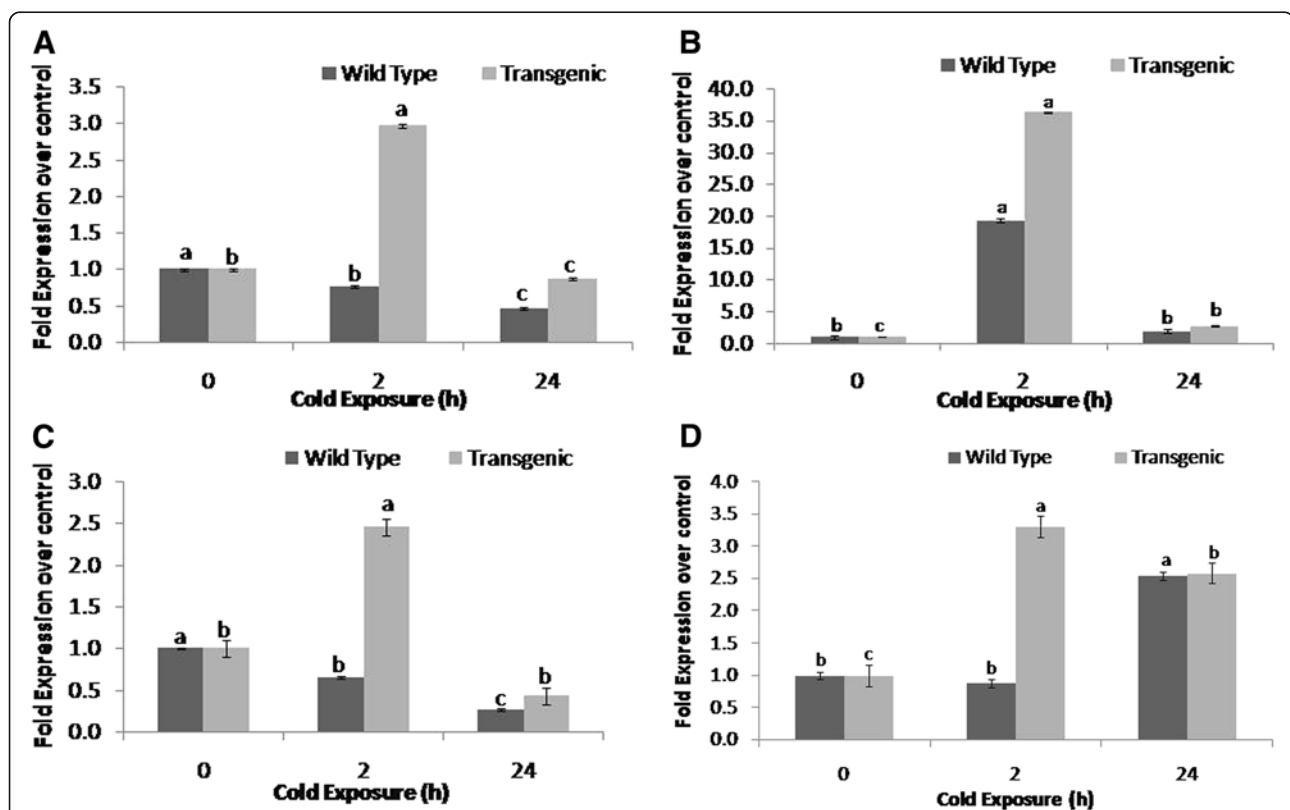 A
Wild Type Transgenic
Fold Expression over control
3.5
3.0
2.5
2.0
1.5
1.0
0.5
0.0
a b
b a
c c
0 2 24
Cold Exposure (h)
B
Wild Type Transgenic
Fold Expression over control
40.0
35.0
30.0
25.0
20.0
15.0
10.0
5.0
0.0
b c
a a
b b
0 2 24
Cold Exposure (h)
C
Wild Type Transgenic
Fold Expression over control
3.0
2.5
2.0
1.5
1.0
0.5
0.0
a b
b a
c b
0 2 24
Cold Exposure (h)
D
Wild Type Transgenic
Fold Expression over control
4.0
3.5
3.0
2.5
2.0
1.5
1.0
0.5
0.0
b c
b a
a b
0 2 24
Cold Exposure (h)